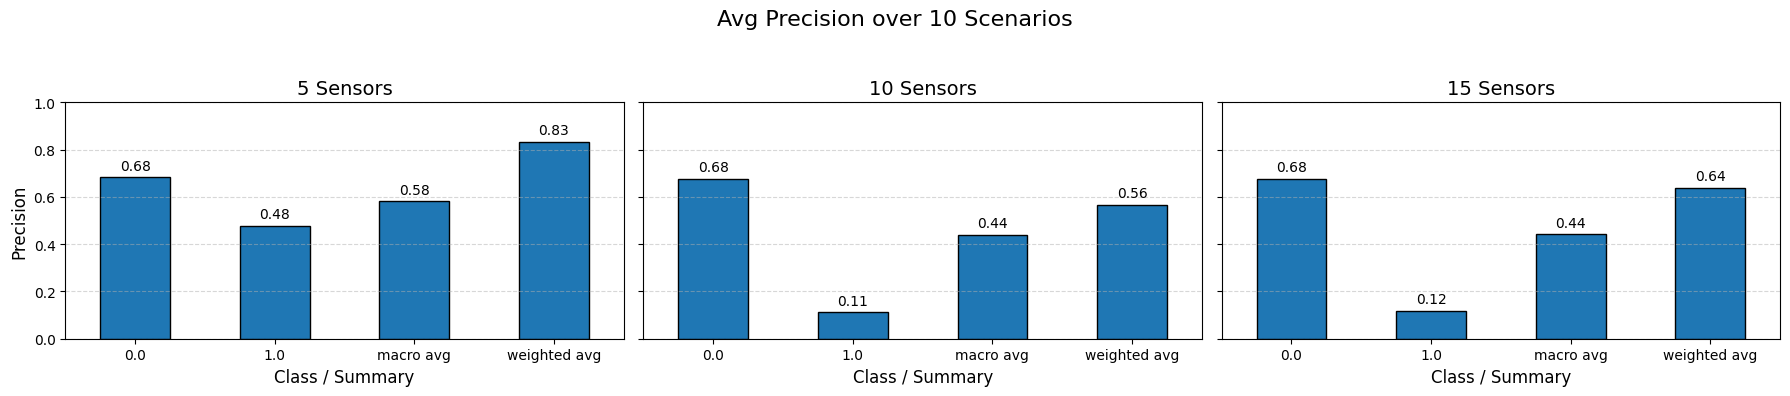 Avg Precision over 10 Scenarios
5 Sensors
Precision
1.0
0.8
0.6
0.4
0.2
0.0
0.68
0.48
0.58
0.83
0.0 1.0 macro avg weighted avg
Class / Summary
10 Sensors
0.68
0.11
0.44
0.56
0.0 1.0 macro avg weighted avg
Class / Summary
15 Sensors
0.68
0.12
0.44
0.64
0.0 1.0 macro avg weighted avg
Class / Summary